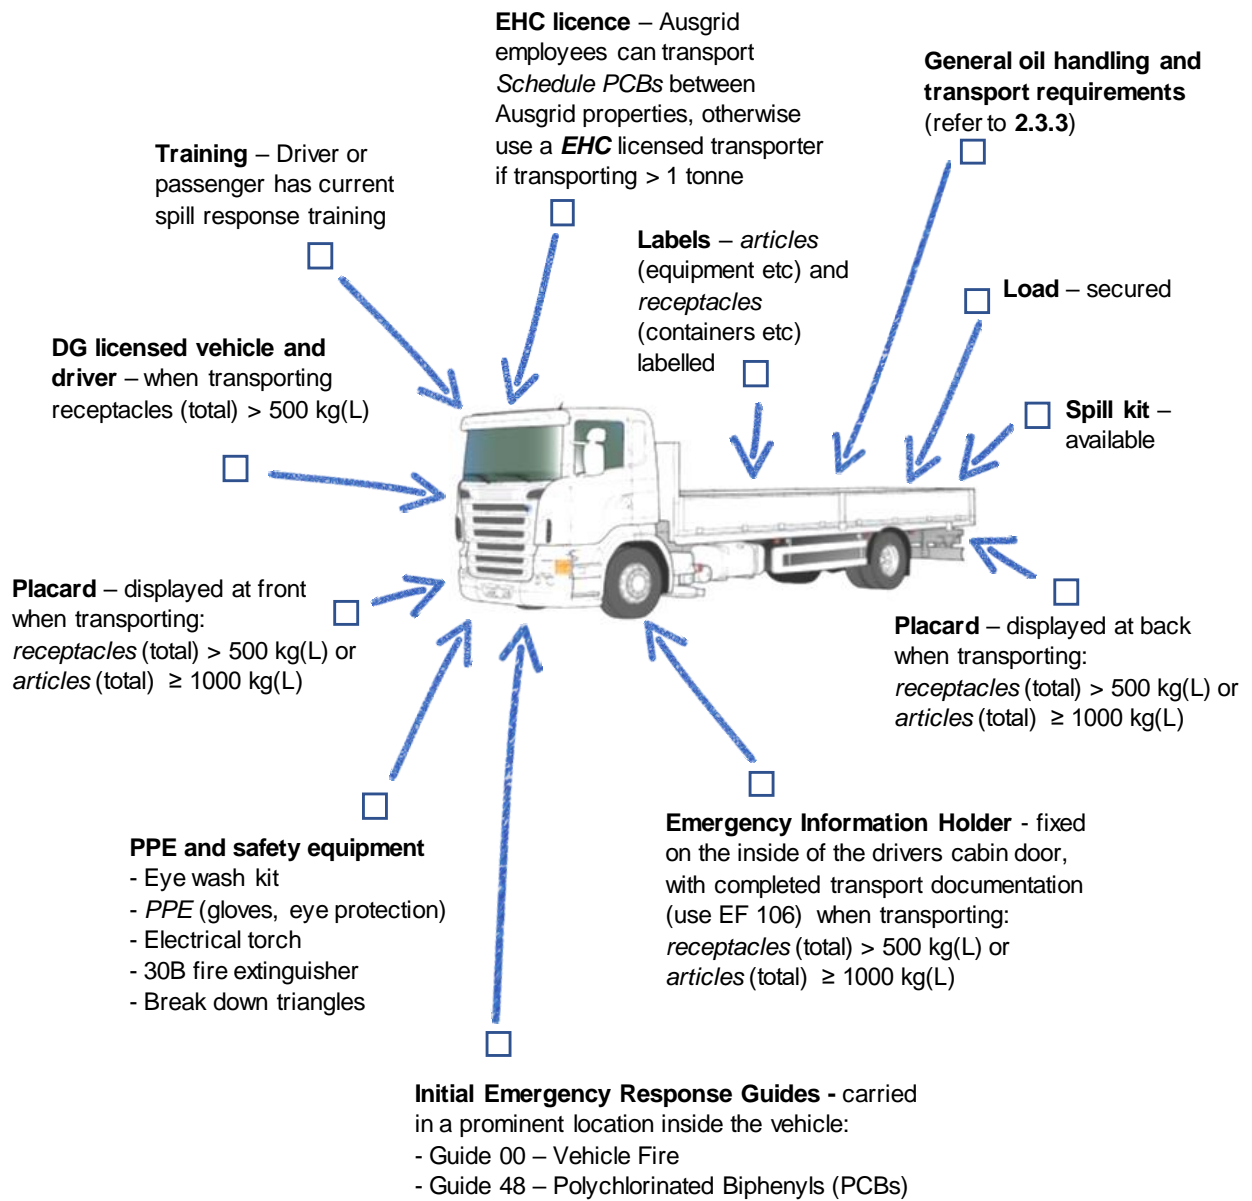 EHC licence – Ausgrid
employees can transport
Schedule PCBs between
Ausgrid properties, otherwise
use a EHC licensed transporter
if transporting > 1 tonne
General oil handling and
transport requirements
(refer to 2.3.3)
Training – Driver or
passenger has current
spill response training
Labels – articles
(equipment etc) and
receptacles
(containers etc)
labelled
Load – secured
DG licensed vehicle and
driver – when transporting
receptacles (total) > 500 kg(L)
Spill kit –
available
Placard – displayed at front
when transporting:
receptacles (total) > 500 kg(L) or
articles (total) ≥ 1000 kg(L)
Placard – displayed at back
when transporting:
receptacles (total) > 500 kg(L) or
articles (total) ≥ 1000 kg(L)
PPE and safety equipment
- Eye wash kit
- PPE (gloves, eye protection)
- Electrical torch
- 30B fire extinguisher
- Break down triangles
Emergency Information Holder - fixed
on the inside of the drivers cabin door,
with completed transport documentation
(use EF 106) when transporting:
receptacles (total) > 500 kg(L) or
articles (total) ≥ 1000 kg(L)
Initial Emergency Response Guides - carried
in a prominent location inside the vehicle:
- Guide 00 – Vehicle Fire
- Guide 48 – Polychlorinated Biphenyls (PCBs)